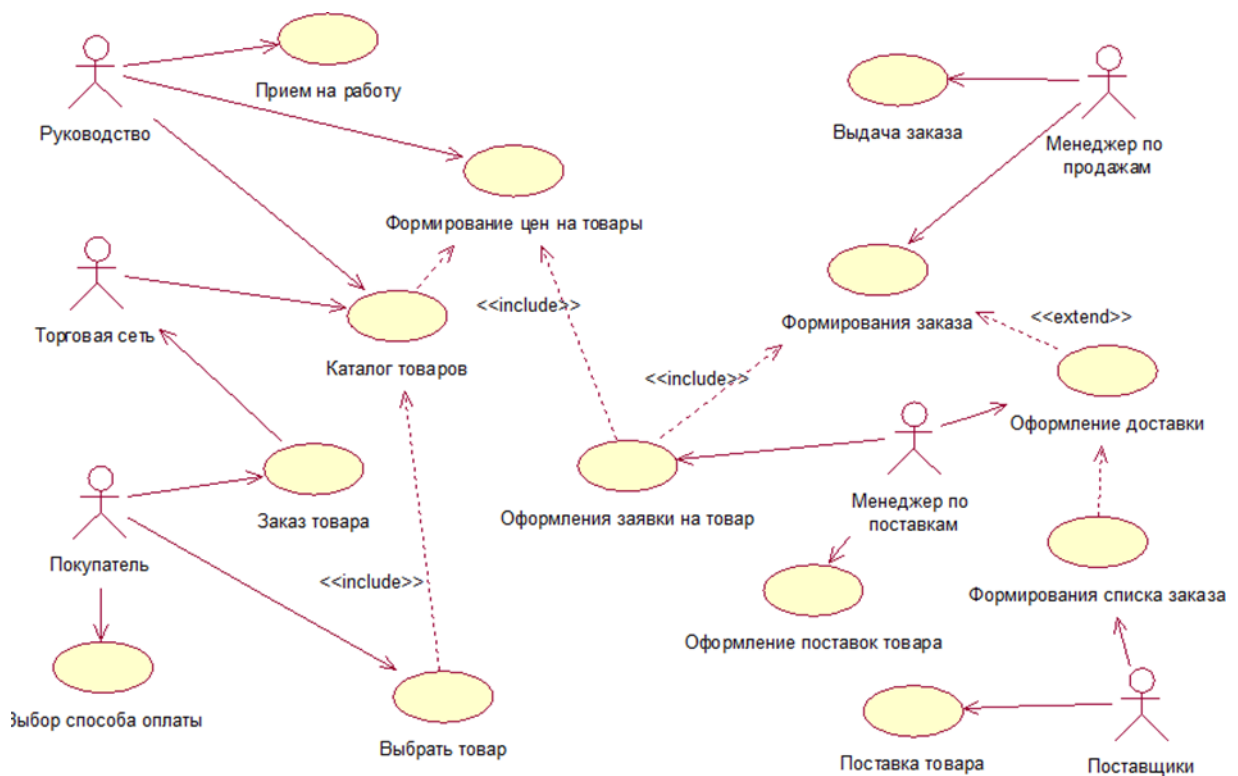 Прием на работу
Руководство
Выдача заказа
Менеджер по
продажам
Формирование цен на товары
<<include>>
Формирования заказа
<<extend>>
Торговая сеть
Каталог товаров
<<include>>
Оформление доставки
Заказ товара
Оформления заявки на товар
Менеджер по
поставкам
Покупатель
<<include>>
Формирования списка заказа
Оформление поставок товара
Выбор способа оплаты
Выбрать товар
Поставка товара
Поставщики